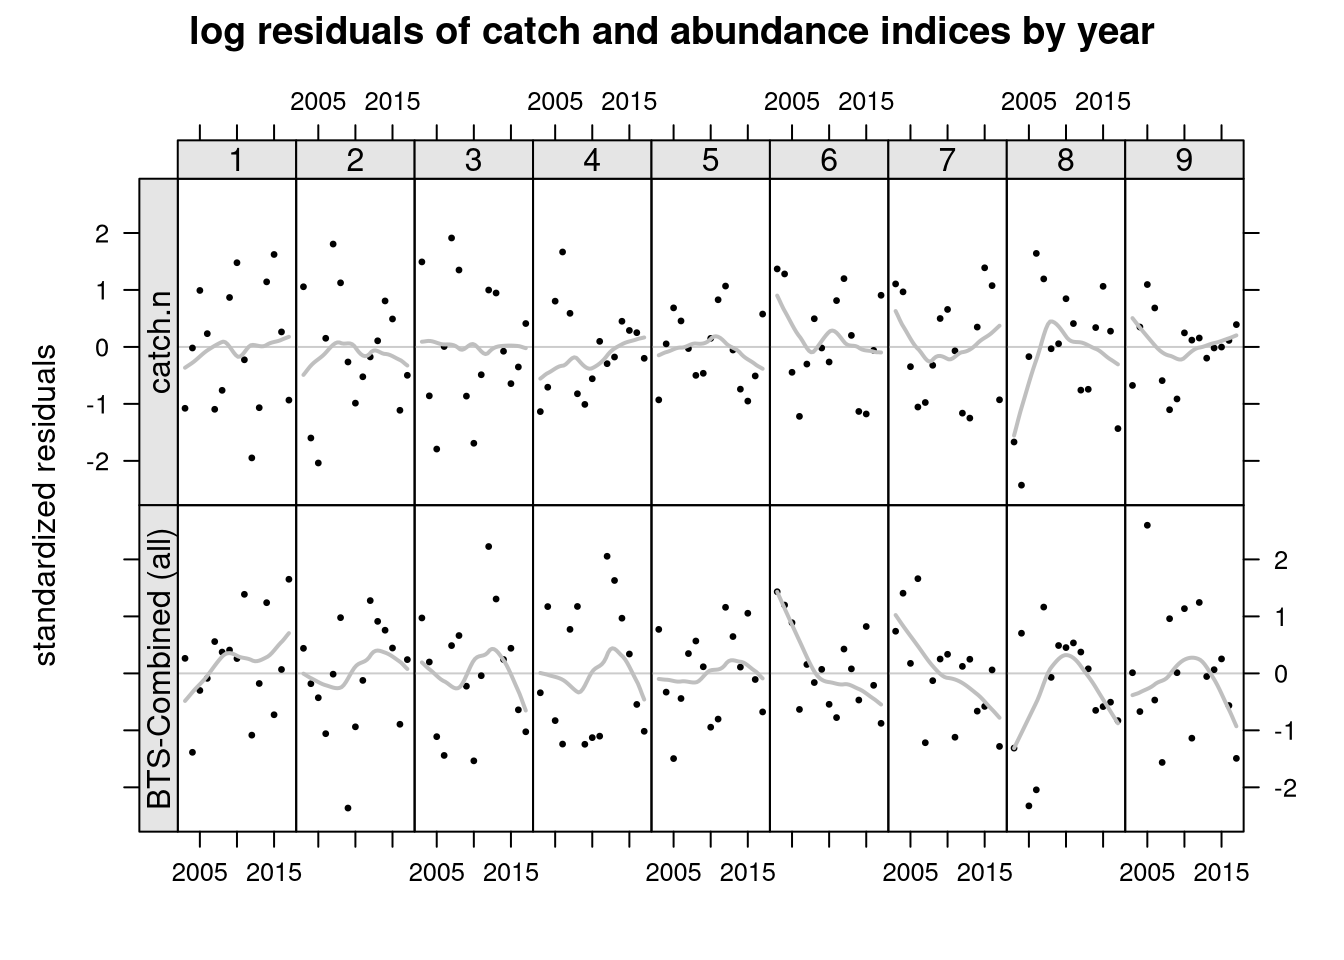 log residuals of catch and abundance indices by year
2005 2015 2005 2015 2005 2015 2005 2015
1 2 3 4 5 6 7 8 9
standardized residuals
catch.n
2
1
0
-1
-2
BTS-Combined (all)
2
1
0
-1
-2
2005 2015 2005 2015 2005 2015 2005 2015 2005 2015